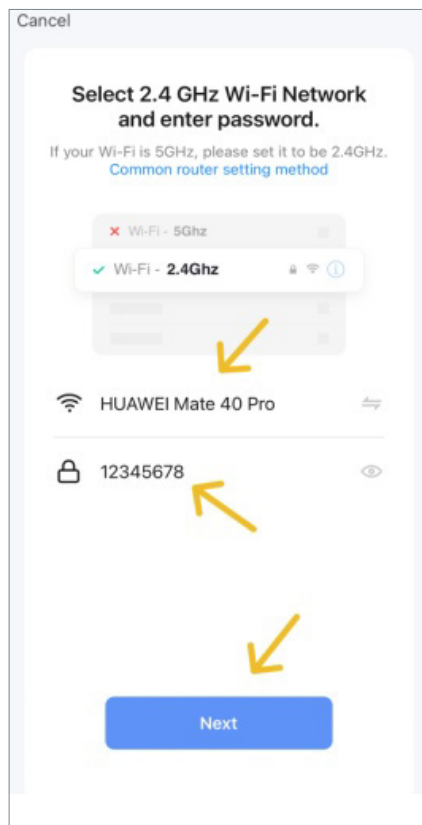 Cancel
Select 2.4 GHz Wi-Fi Network
and enter password.
If your Wi-Fi is 5GHz, please set it to be 2.4GHz.
Common router setting method
Wi-Fi - 5Ghz
Wi-Fi - 2.4Ghz
HUAWEI Mate 40 Pro
12345678
Next